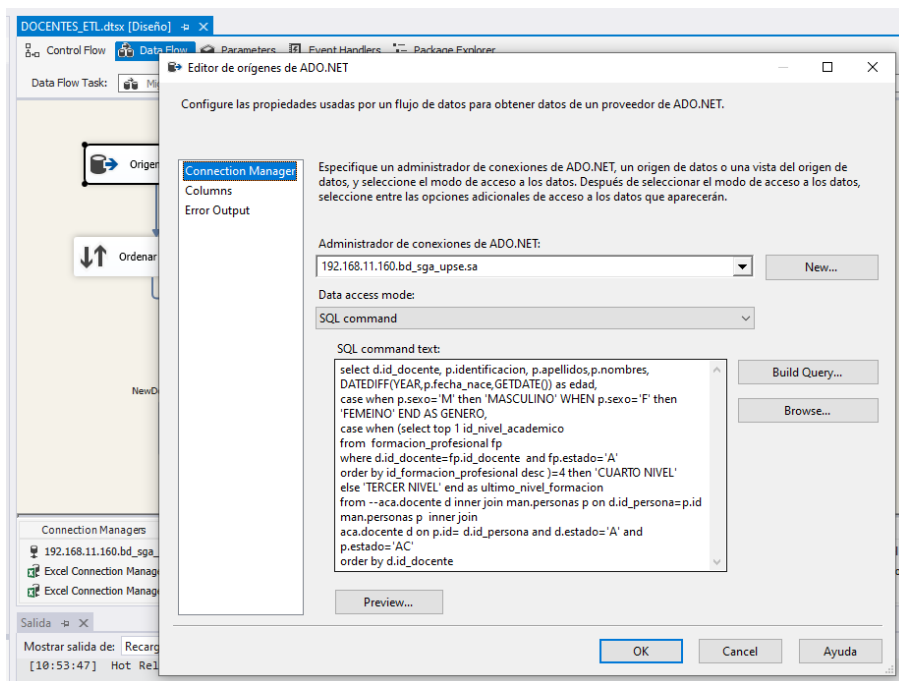 DOCENTES_ETL.dtsx [Diseño]
Control Flow Data Flow Parameters Event Handlers Package Explorer
Editor de orígenes de ADO.NET
Data Flow Task:
Configure las propiedades usadas por un flujo de datos para obtener datos de un proveedor de ADO.NET.
Connection Manager
Columns
Error Output
Especifique un administrador de conexiones de ADO.NET, un origen de datos o una vista del origen de
datos, y seleccione el modo de acceso a los datos. Después de seleccionar el modo de acceso a los datos,
seleccione entre las opciones adicionales de acceso a los datos que aparecerán.
Ordenar
Administrador de conexiones de ADO.NET:
192.168.11.160.bd_sga_upse.sa
New...
Data access mode:
SQL command
SQL command text:
select d.id_docente, p.identificacion, p.apellidos,p.nombres,
DATEDIFF(YEAR,p.fecha_nace,GETDATE()) as edad,
case when p.sexo='M' then 'MASCULINO' WHEN p.sexo='F' then
'FEMEINO' END AS GENERO,
case when (select top 1 id_nivel_academico
from  formacion_profesional fp
where d.id_docente=fp.id_docente  and fp.estado='A'
order by id_formacion_profesional desc )=4 then 'CUARTO NIVEL'
else 'TERCER NIVEL' end as ultimo_nivel_formacion
from --aca.docente d inner join man.personas p on d.id_persona=p.id
man.personas p  inner join
aca.docente d on p.id= d.id_persona and d.estado='A' and
p.estado='AC'
order by d.id_docente
Build Query...
Browse...
Preview...
Connection Managers
192.168.11.160.bd_sga_
Excel Connection Manag
Excel Connection Manag
Salida
Mostrar salida de: Recarg
[10:53:47] Hot Rel
OK Cancel Ayuda